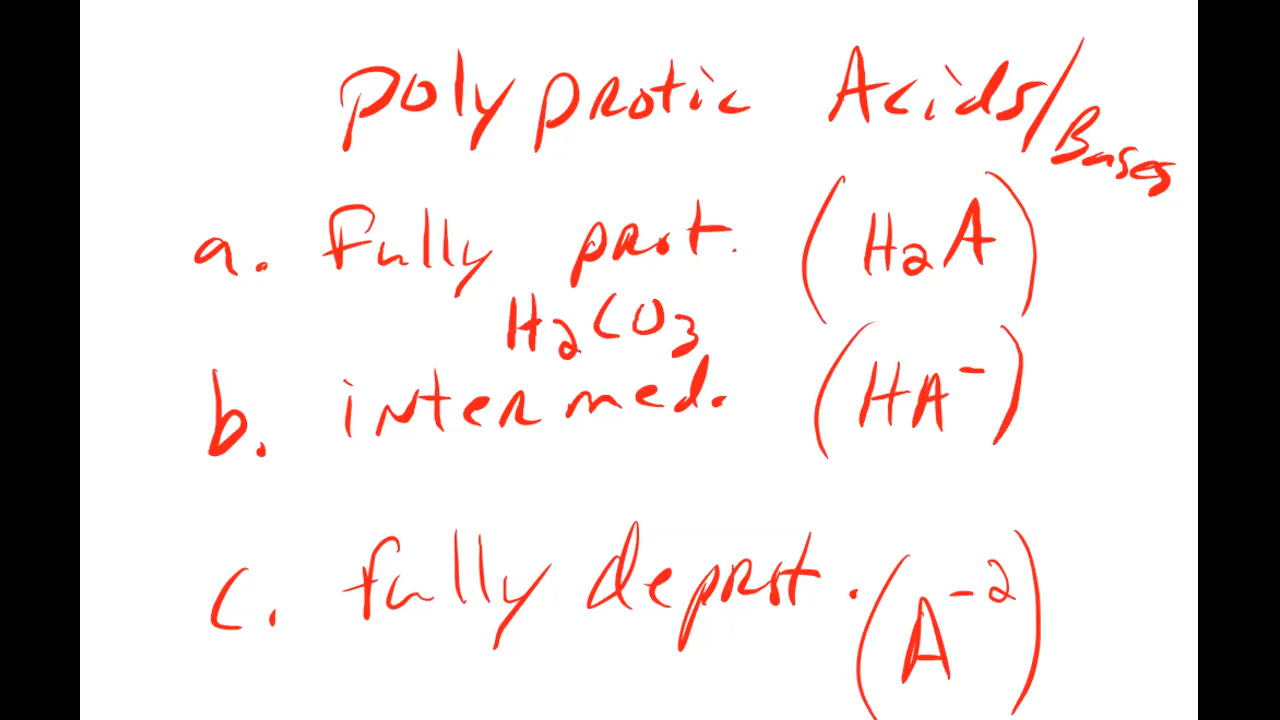 polyprotic Acids/Bases
a. fully prot. (H₂A)
H₂CO₃
b. intermed. (HA⁻)
c. fully deprot. (A⁻²)